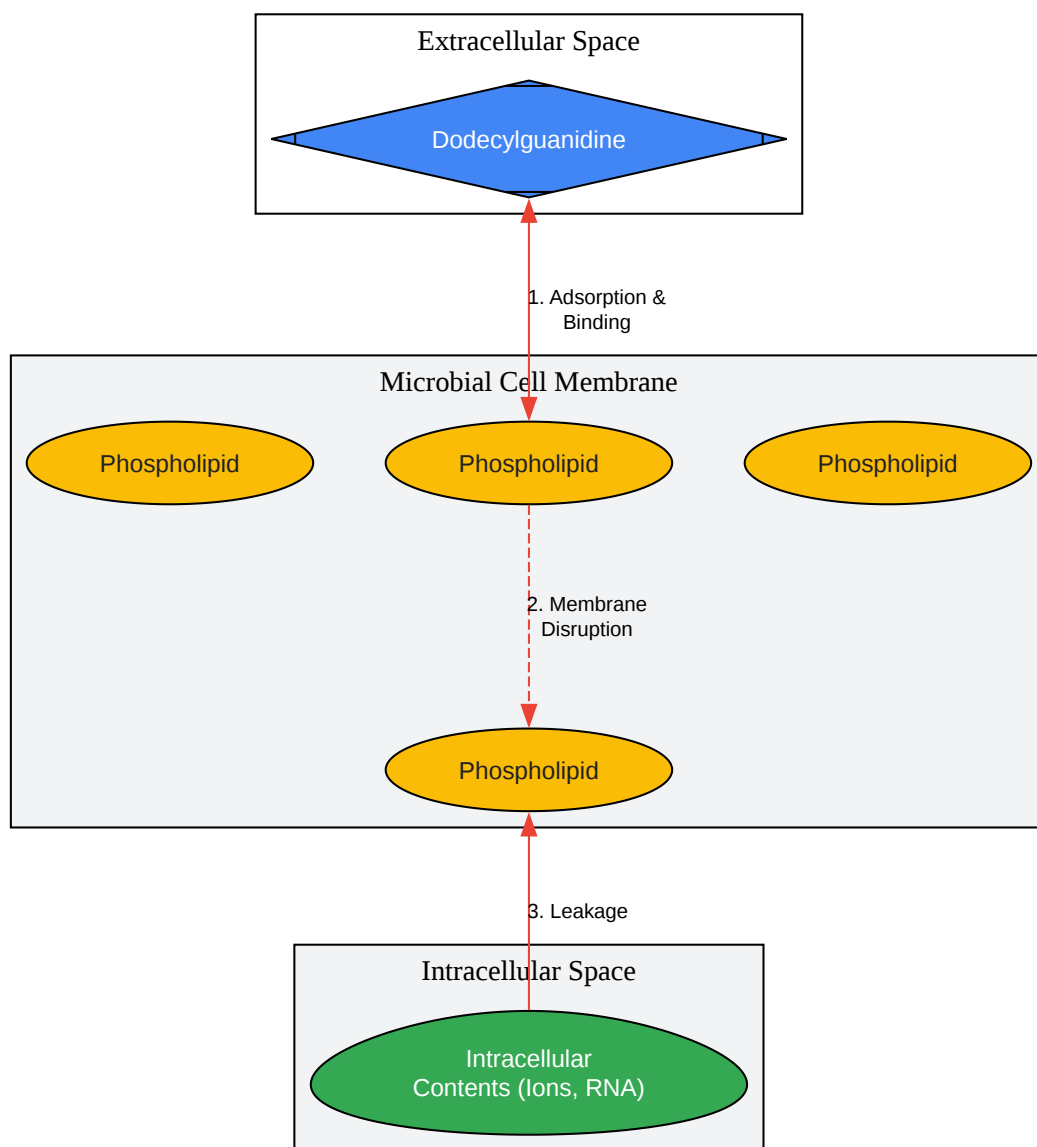 Extracellular Space
Dodecylguanidine
1. Adsorption &
Binding
Microbial Cell Membrane
Phospholipid
Phospholipid
Phospholipid
2. Membrane
Disruption
Phospholipid
3. Leakage
Intracellular Space
Intracellular
Contents (Ions, RNA)